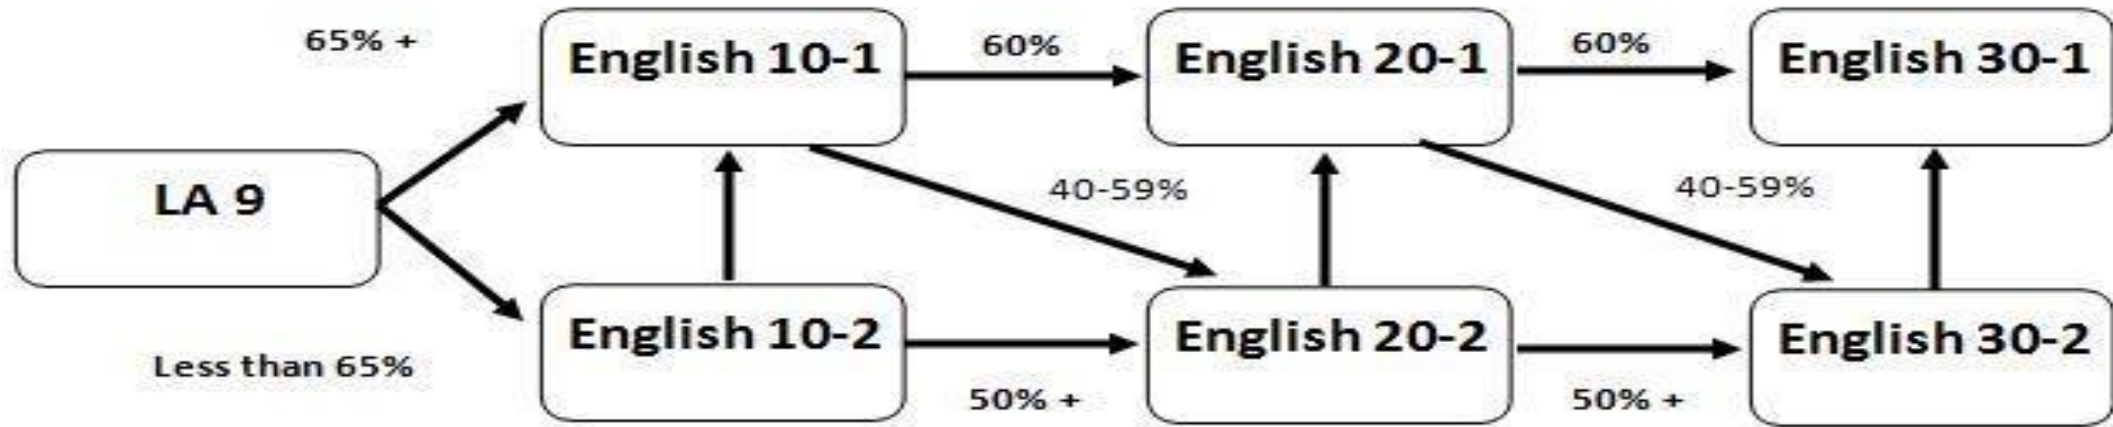 65% +
English 10-1
60%
English 20-1
60%
English 30-1
LA 9
40-59%
40-59%
Less than 65%
English 10-2
50% +
English 20-2
50% +
English 30-2